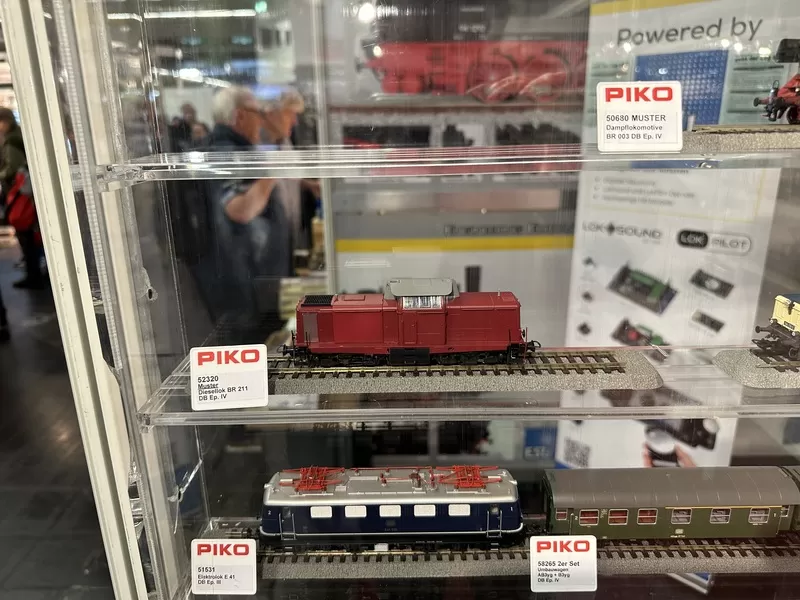 Powered by
PIKO
50680 MUSTER
Dampflokomotive
BR 003 DB Ep. IV
LOKSOUND
LOKPILOT
PIKO
52320
Muster
Diesellok BR 211
DB Ep. IV
PIKO
51531
Elektrolok E 41
DB Ep. III
PIKO
58265 2er Set
Umbauwagen
AB3yg + B3yg
DB Ep. IV